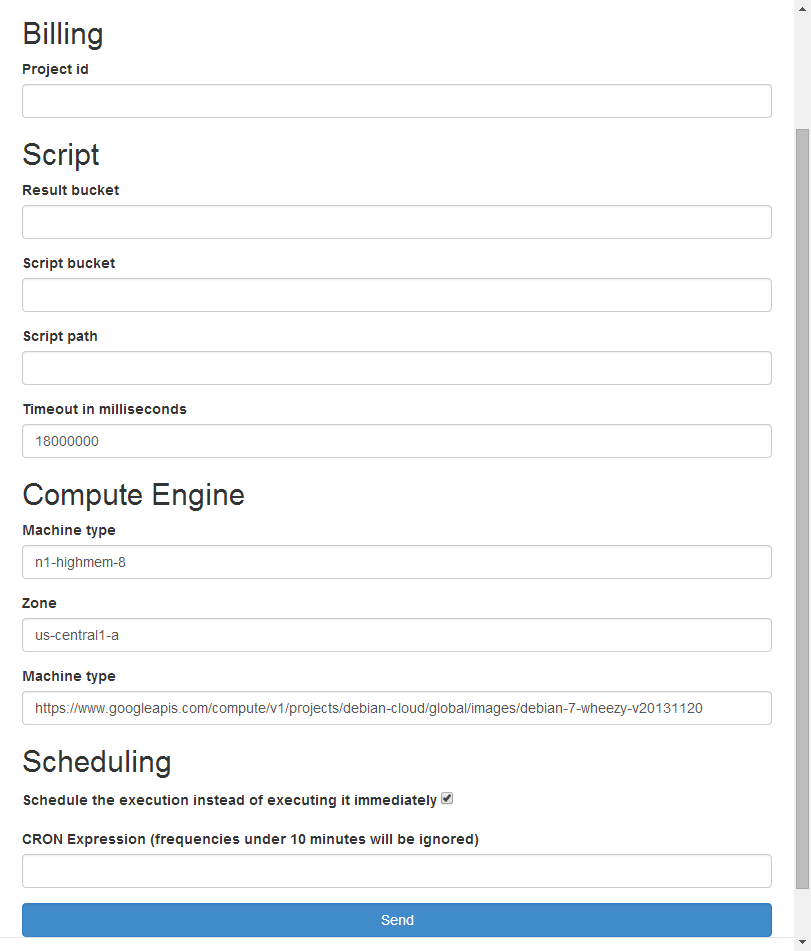 Billing
Project id
Script
Result bucket
Script bucket
Script path
Timeout in milliseconds
18000000
Compute Engine
Machine type
n1-highmem-8
Zone
us-central1-a
Machine type
https://www.googleapis.com/compute/v1/projects/debian-cloud/global/images/debian-7-wheezy-v20131120
Scheduling
Schedule the execution instead of executing it immediately
CRON Expression (frequencies under 10 minutes will be ignored)
Send